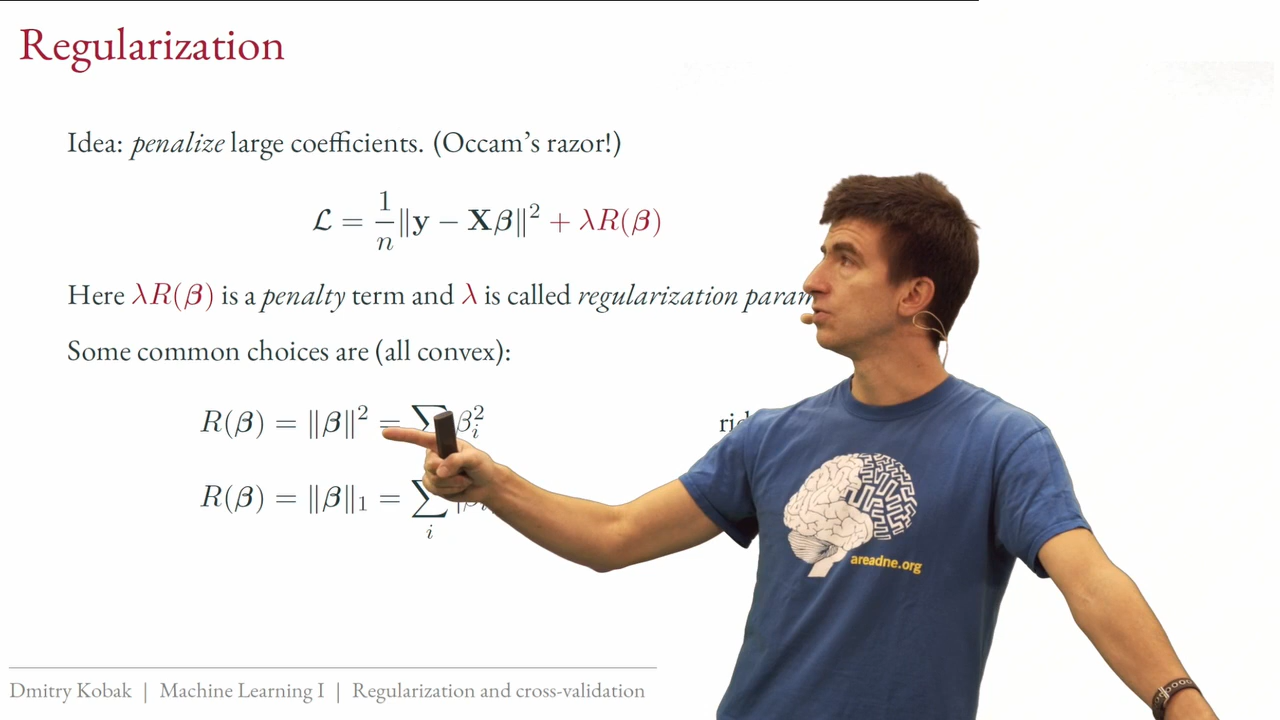 Regularization
Idea: penalize large coefficients. (Occam's razor!)
ℒ = 1/n ‖y − Xβ‖² + λR(β)
Here λR(β) is a penalty term and λ is called regularization
Some common choices are (all convex):
R(β) = ‖β‖² = ∑ βᵢ²
R(β) = ‖β‖₁ = ∑ᵢ
areadne.org
Dmitry Kobak | Machine Learning I | Regularization and cross-validation